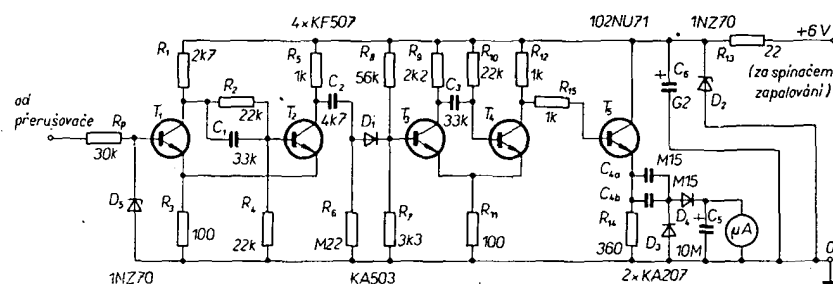 4×KF507
102NU71
1NZ70
+6V
R1
2k7
R5
1k
R8
56k
R9
2k2
R10
22k
R12
1k
R13
22
(za spínačem
zapalování)
C6
G2
D2
od
přerušovače
Rp
30k
T1
R2
22k
C1
33k
T2
C2
4k7
D1
T3
C3
33k
T4
R15
1k
T5
D5
R3
100
R4
22k
R6
M22
R7
3k3
R11
100
C4a
M15
C4b
M15
R14
360
D3
D4
C5
10M
μA
0
1NZ70
KA503
2×KA207